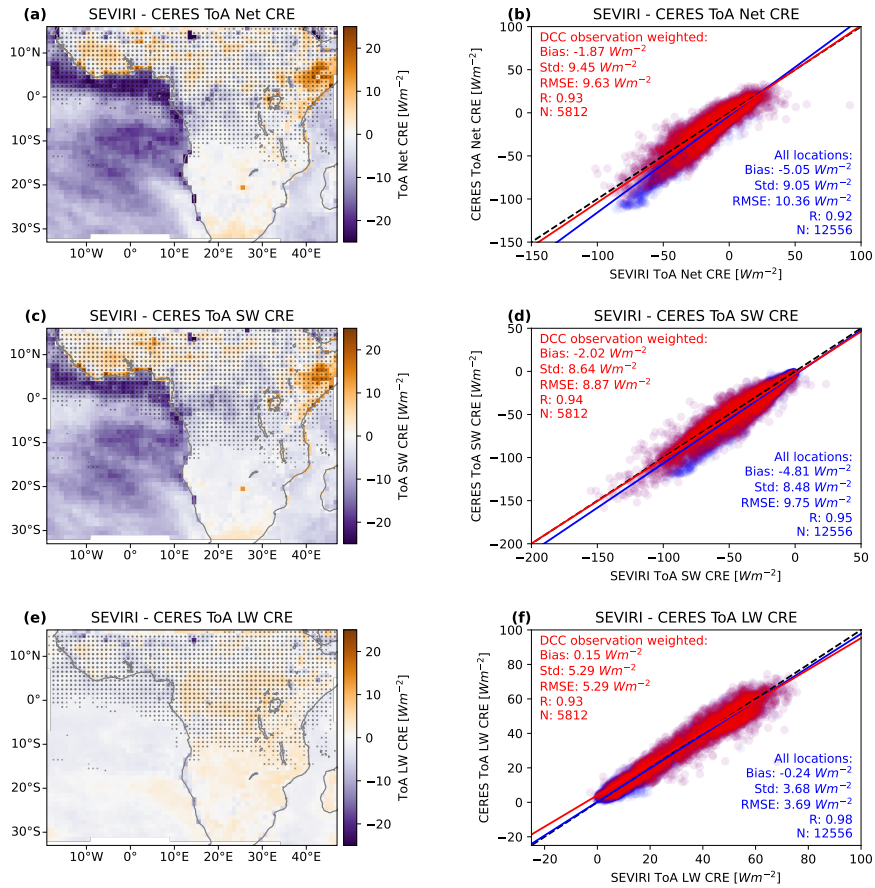 (a) SEVIRI - CERES ToA Net CRE
10°N
0°
10°S
20°S
30°S
10°W 0° 10°E 20°E 30°E 40°E
20
10
0
−10
−20
ToA Net CRE [Wm⁻²]
(b) SEVIRI - CERES ToA Net CRE
DCC observation weighted:
Bias: -1.87 Wm⁻²
Std: 9.45 Wm⁻²
RMSE: 9.63 Wm⁻²
R: 0.93
N: 5812
All locations:
Bias: -5.05 Wm⁻²
Std: 9.05 Wm⁻²
RMSE: 10.36 Wm⁻²
R: 0.92
N: 12556
100
50
0
−50
−100
−150
CERES ToA Net CRE [Wm⁻²]
−150 −100 −50 0 50 100
SEVIRI ToA Net CRE [Wm⁻²]
(c) SEVIRI - CERES ToA SW CRE
10°N
0°
10°S
20°S
30°S
10°W 0° 10°E 20°E 30°E 40°E
20
10
0
−10
−20
ToA SW CRE [Wm⁻²]
(d) SEVIRI - CERES ToA SW CRE
DCC observation weighted:
Bias: -2.02 Wm⁻²
Std: 8.64 Wm⁻²
RMSE: 8.87 Wm⁻²
R: 0.94
N: 5812
All locations:
Bias: -4.81 Wm⁻²
Std: 8.48 Wm⁻²
RMSE: 9.75 Wm⁻²
R: 0.95
N: 12556
50
0
−50
−100
−150
−200
CERES ToA SW CRE [Wm⁻²]
−200 −150 −100 −50 0 50
SEVIRI ToA SW CRE [Wm⁻²]
(e) SEVIRI - CERES ToA LW CRE
10°N
0°
10°S
20°S
30°S
10°W 0° 10°E 20°E 30°E 40°E
20
10
0
−10
−20
ToA LW CRE [Wm⁻²]
(f) SEVIRI - CERES ToA LW CRE
DCC observation weighted:
Bias: 0.15 Wm⁻²
Std: 5.29 Wm⁻²
RMSE: 5.29 Wm⁻²
R: 0.93
N: 5812
All locations:
Bias: -0.24 Wm⁻²
Std: 3.68 Wm⁻²
RMSE: 3.69 Wm⁻²
R: 0.98
N: 12556
100
80
60
40
20
0
−20
CERES ToA LW CRE [Wm⁻²]
−20 0 20 40 60 80 100
SEVIRI ToA LW CRE [Wm⁻²]